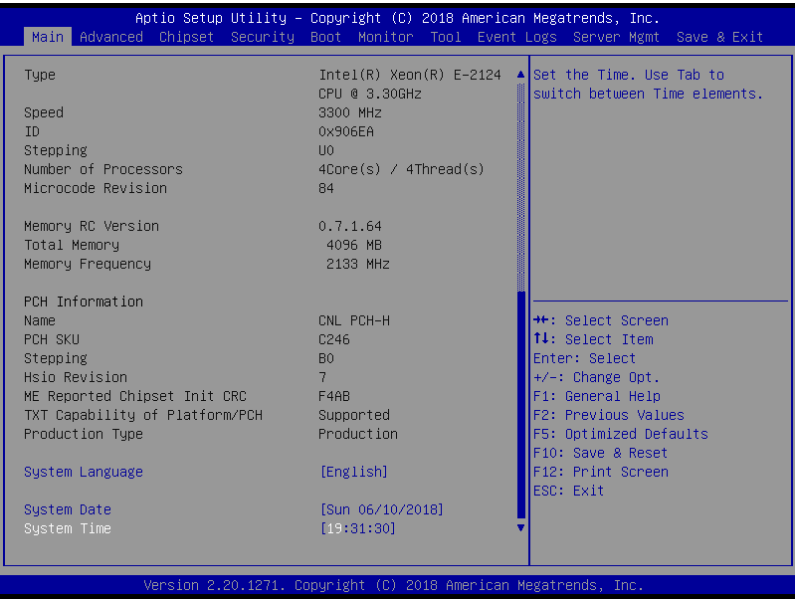 Aptio Setup Utility – Copyright (C) 2018 American Megatrends, Inc.
Main Advanced Chipset Security Boot Monitor Tool Event Logs Server Mgmt Save & Exit
Type Intel(R) Xeon(R) E-2124
CPU @ 3.30GHz
Speed 3300 MHz
ID 0x906EA
Stepping U0
Number of Processors 4Core(s) / 4Thread(s)
Microcode Revision 84
Memory RC Version 0.7.1.64
Total Memory 4096 MB
Memory Frequency 2133 MHz
PCH Information
Name CNL PCH-H
PCH SKU C246
Stepping B0
Hsio Revision 7
ME Reported Chipset Init CRC F4AB
TXT Capability of Platform/PCH Supported
Production Type Production
System Language [English]
System Date [Sun 06/10/2018]
System Time [19:31:30]
Set the Time. Use Tab to
switch between Time elements.
→←: Select Screen
↑↓: Select Item
Enter: Select
+/-: Change Opt.
F1: General Help
F2: Previous Values
F5: Optimized Defaults
F10: Save & Reset
F12: Print Screen
ESC: Exit
Version 2.20.1271. Copyright (C) 2018 American Megatrends, Inc.